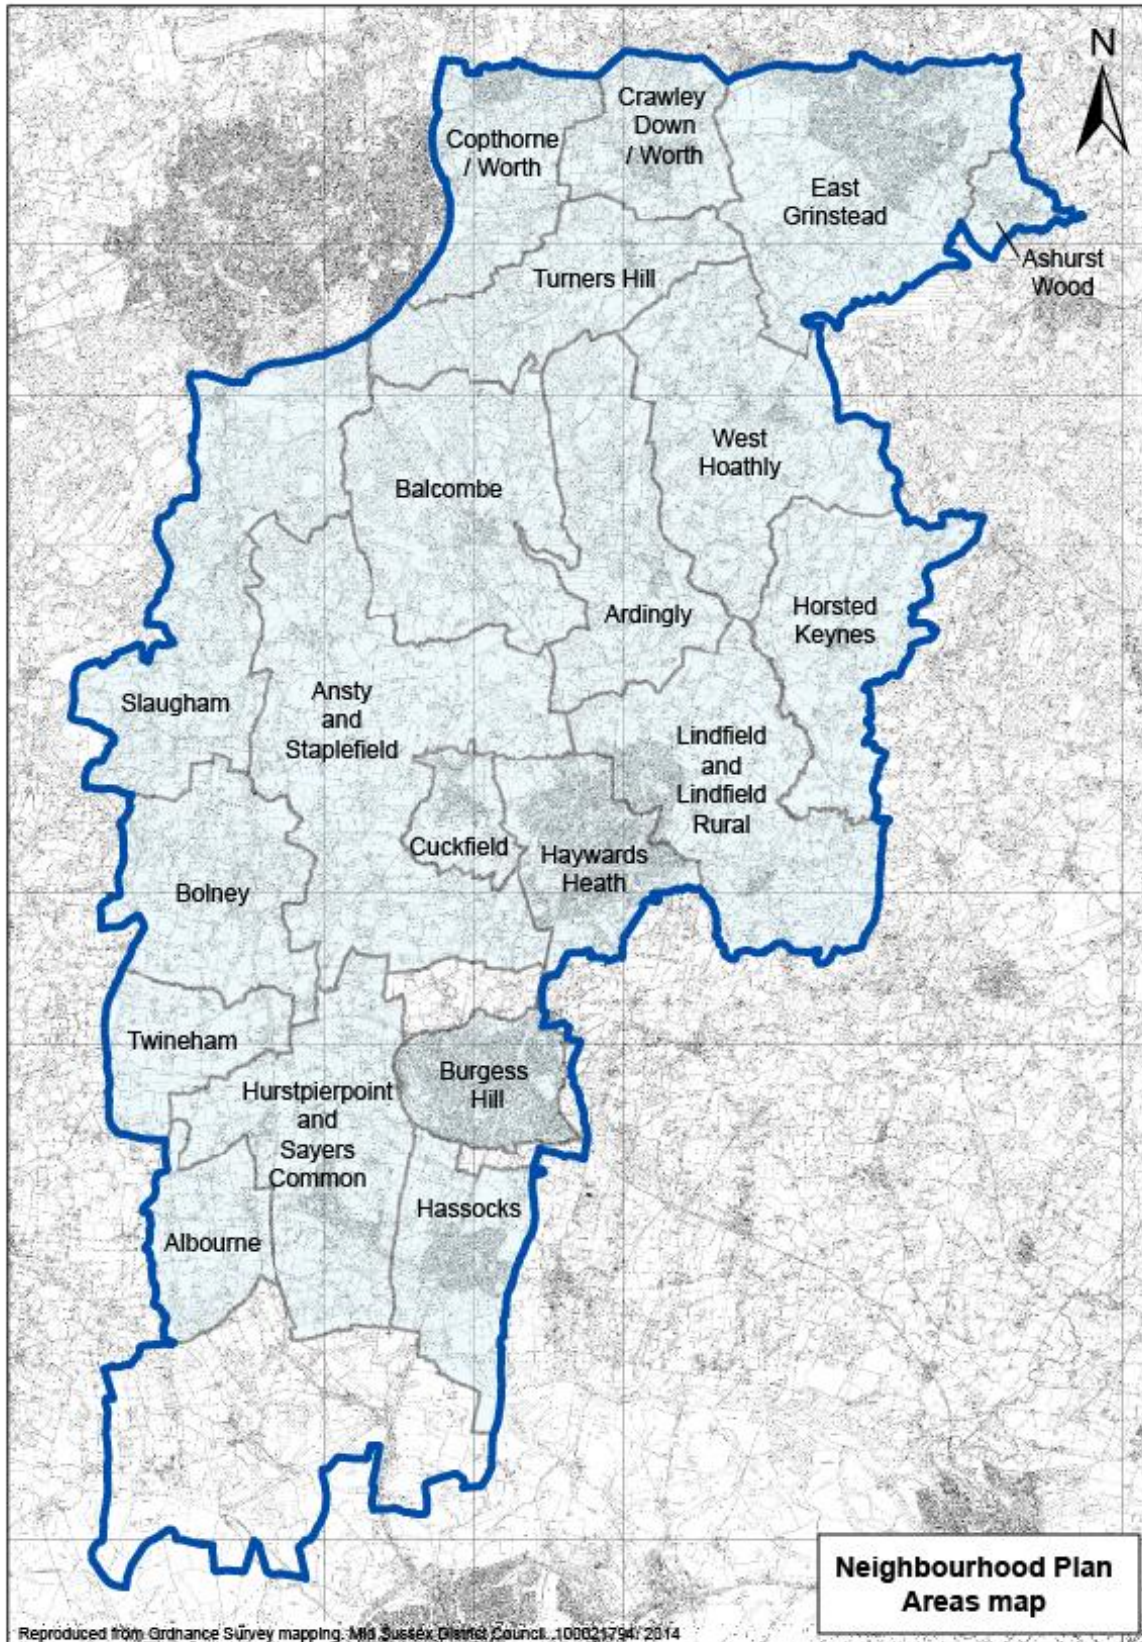 N
Crawley
Down
/ Worth
Copthorne
/ Worth
East
Grinstead
Ashurst
Wood
Turners Hill
West
Hoathly
Balcombe
Ardingly
Horsted
Keynes
Slaugham
Ansty
and
Staplefield
Lindfield
and
Lindfield
Rural
Cuckfield
Haywards
Heath
Bolney
Twineham
Burgess
Hill
Hurstpierpoint
and
Sayers
Common
Hassocks
Albourne
Neighbourhood Plan
Areas map
Reproduced from Ordnance Survey mapping. Mid Sussex District Council. 100021794. 2014